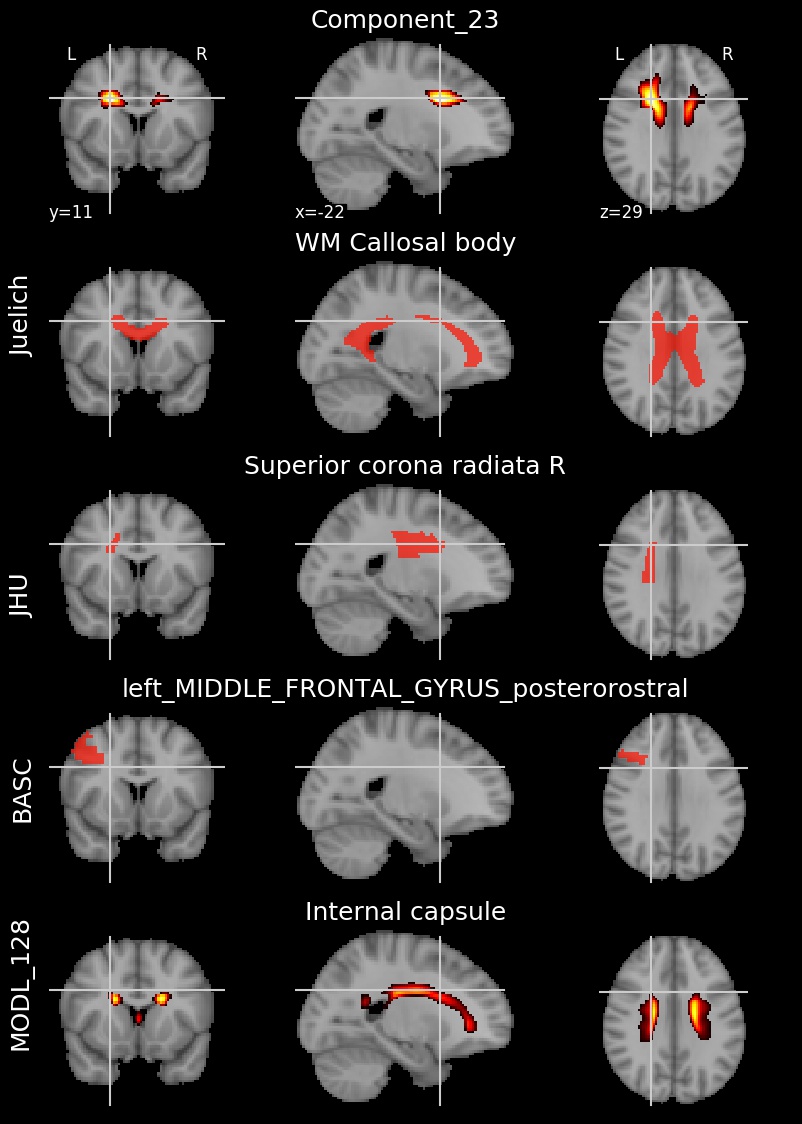 Component_23
L R L R
y=11 x=-22 z=29
WM Callosal body
Juelich
Superior corona radiata R
JHU
left_MIDDLE_FRONTAL_GYRUS_posterorostral
BASC
Internal capsule
MODL_128